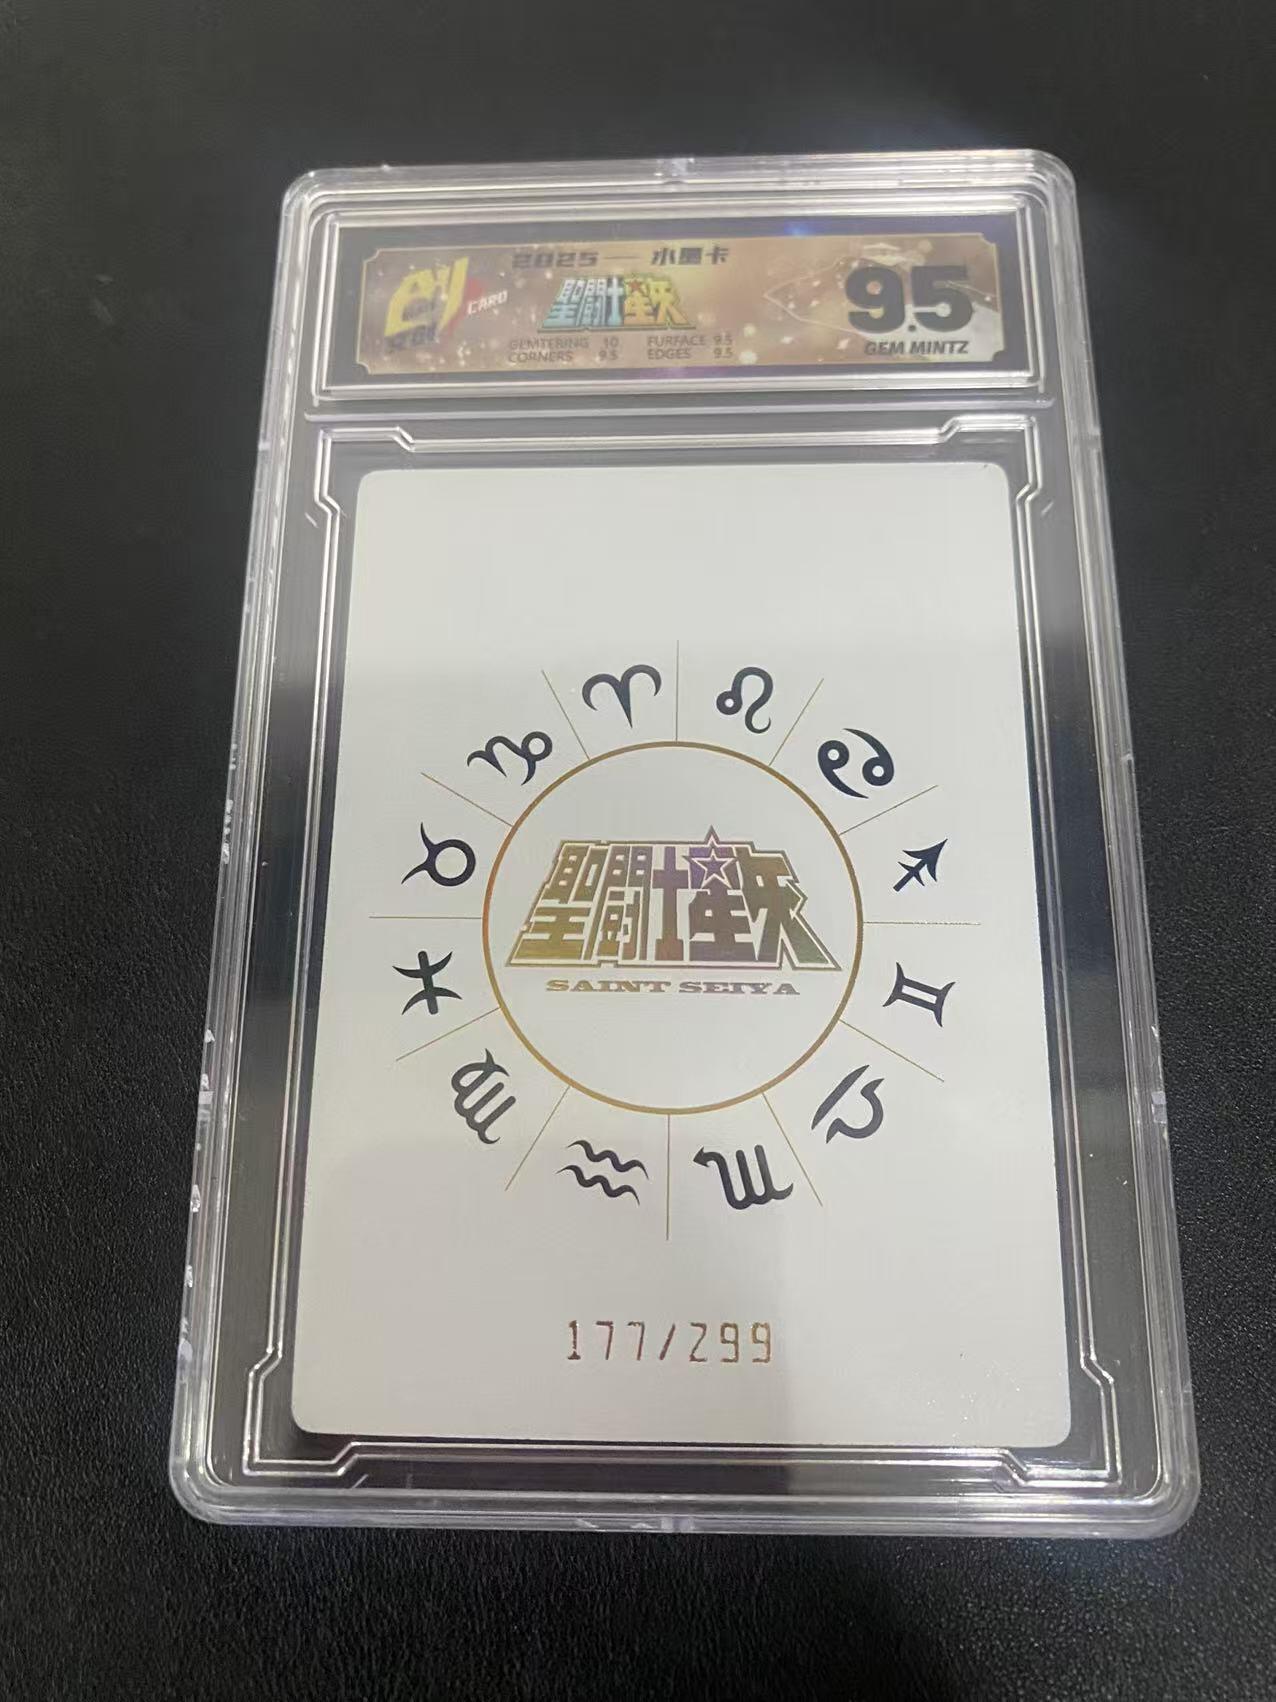 2025 — 水墨卡
CARD
聖闘士星矢
9.5
GEMTERING 10 FURFACE 9.5
CORNERS 9.5 EDGES 9.5
GEM MINTZ
聖闘士星矢
SAINT SEIYA
177/299